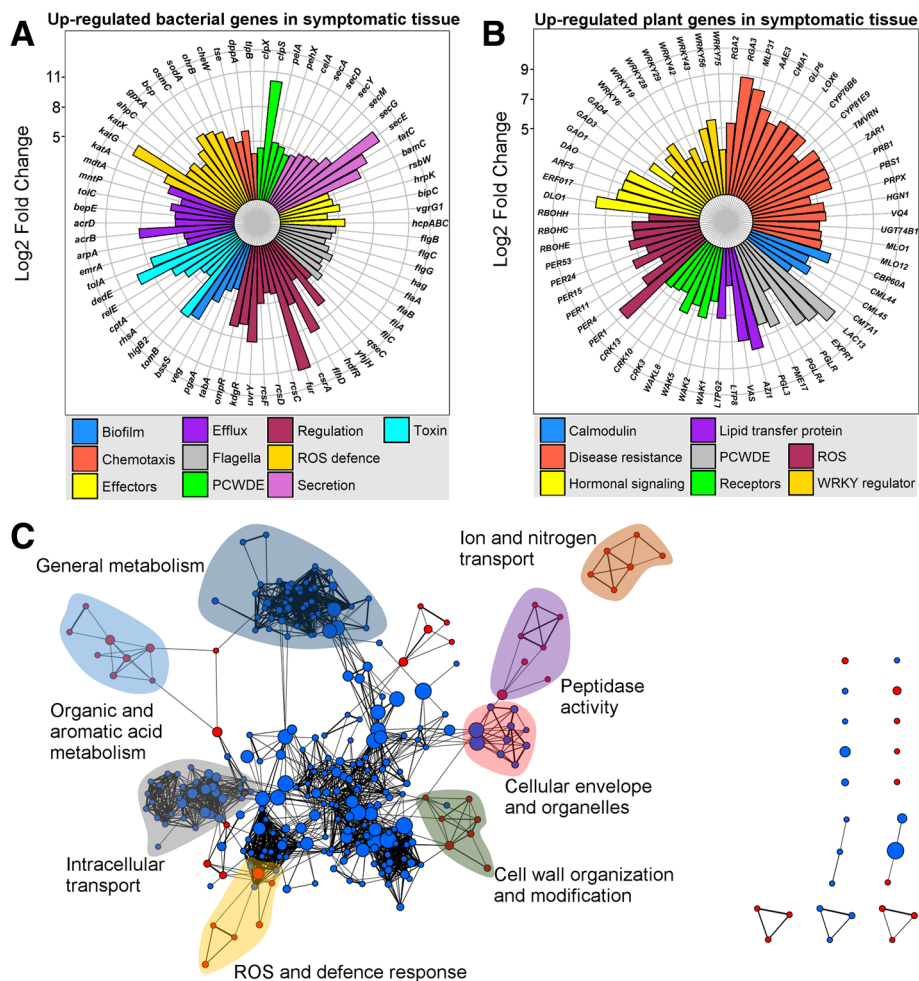 A
Up-regulated bacterial genes in symptomatic tissue
Log2 Fold Change
11
8
5
clpX
clpS
pelA
pehX
celA
secA
secD
secY
secM
secG
secE
tatC
bamC
rsbW
hrpK
bipC
vgrG1
hcpABC
flgB
flgC
flgG
hag
flaA
flaB
fliA
fliC
qseC
yhjH
hdfR
flhD
csrA
fur
rcsC
rcsD
rcsF
uvrY
kdgR
ompR
tabA
pgaA
veg
bssS
tomB
higB2
rhsA
cptA
relE
dedE
tolA
emrA
arpA
acrB
acrD
bepE
tolC
mntP
mdtA
katA
katG
katX
ahpC
gpxA
bcp
osmC
sodA
ohrB
cheW
tse
dppA
dlpB
Biofilm
Efflux
Regulation
Toxin
Chemotaxis
Flagella
ROS defence
Effectors
PCWDE
Secretion
B
Up-regulated plant genes in symptomatic tissue
Log2 Fold Change
9
7
5
RGA2
RGA3
MLP31
AAE3
CHIA1
GLP6
LOX6
CYP76B6
CYP81E9
TMVRN
ZAR1
PRB1
PBS1
PRPX
HGN1
VQ4
UGT74B1
MLO1
MLO12
CBP60A
CML44
CML45
CMTA1
LAC13
EXPR1
PGLR
PGLR4
PME17
PGL3
AZI1
VAS
LTP8
LTPG2
WAK1
WAK2
WAK5
WAKL8
CRK3
CRK10
CRK13
PER1
PER4
PER11
PER15
PER24
PER53
RBOHE
RBOHC
RBOHH
DLO1
ERF017
ARF5
DAO
GAD1
GAD3
GAD4
WRKY6
WRKY19
WRKY28
WRKY29
WRKY42
WRKY43
WRKY56
WRKY75
Calmodulin
Lipid transfer protein
Disease resistance
PCWDE
ROS
Hormonal signaling
Receptors
WRKY regulator
C
General metabolism
Ion and nitrogen
transport
Organic and
aromatic acid
metabolism
Peptidase
activity
Cellular envelope
and organelles
Intracellular
transport
Cell wall organization
and modification
ROS and defence response